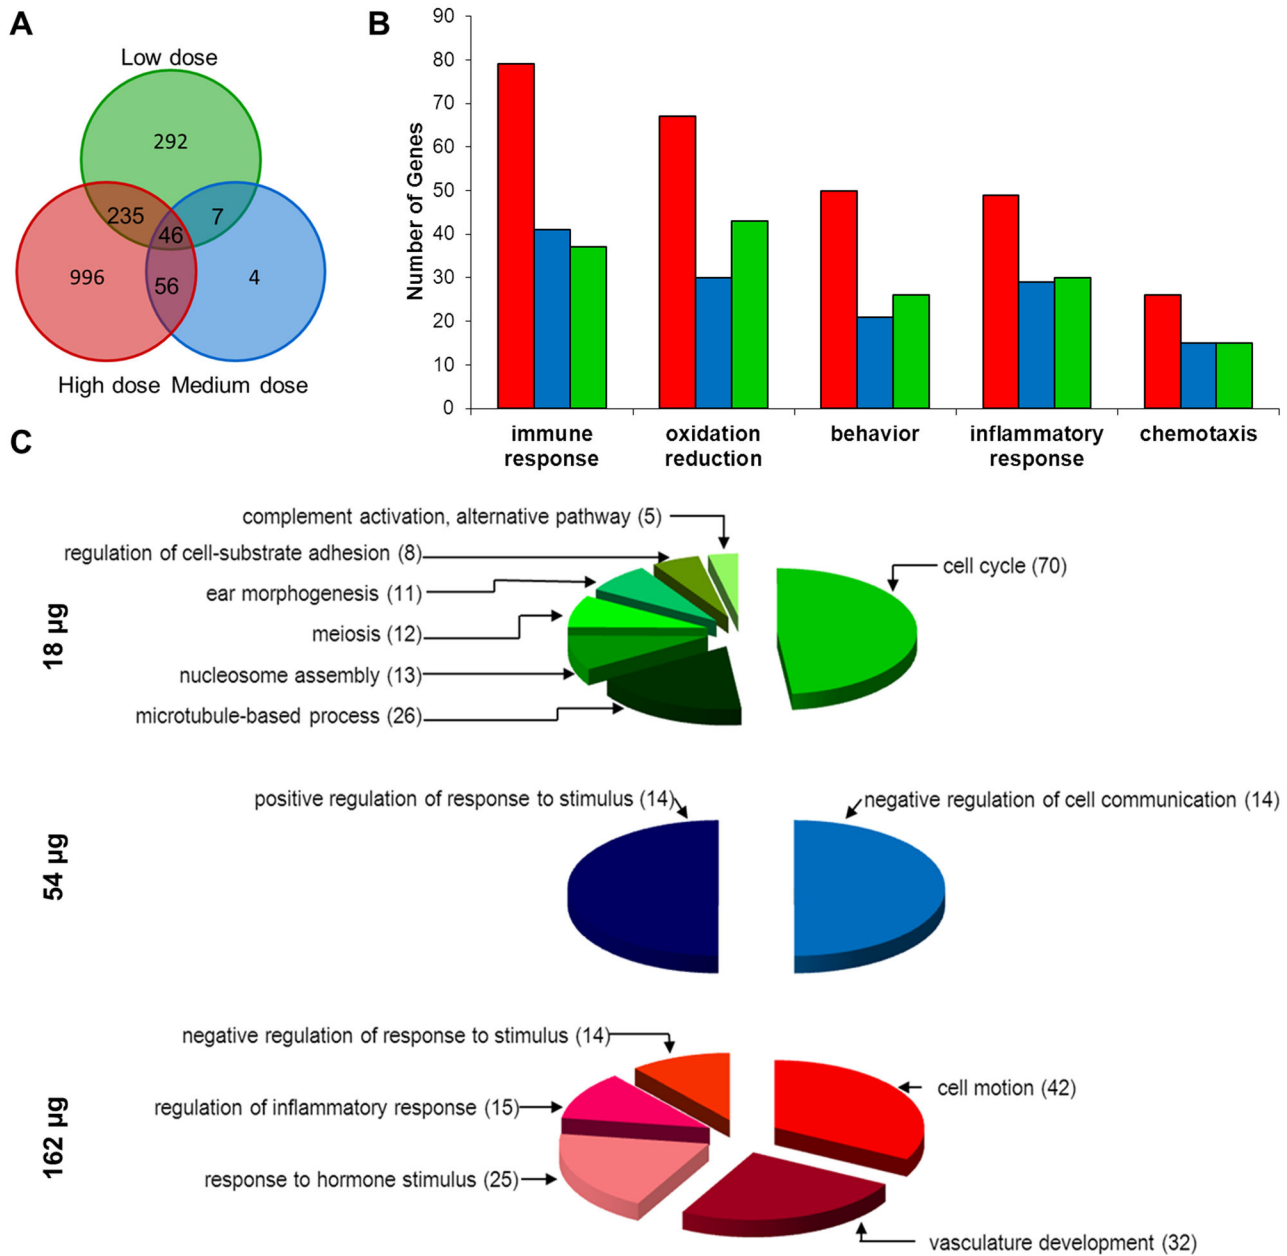 A
Low dose
292
235
7
46
996
56
4
High dose Medium dose
B
Number of Genes
90
80
70
60
50
40
30
20
10
0
immune
response
oxidation
reduction
behavior
inflammatory
response
chemotaxis
C
18 µg
complement activation, alternative pathway (5)
regulation of cell-substrate adhesion (8)
ear morphogenesis (11)
meiosis (12)
nucleosome assembly (13)
microtubule-based process (26)
cell cycle (70)
54 µg
positive regulation of response to stimulus (14)
negative regulation of cell communication (14)
162 µg
negative regulation of response to stimulus (14)
regulation of inflammatory response (15)
response to hormone stimulus (25)
cell motion (42)
vasculature development (32)